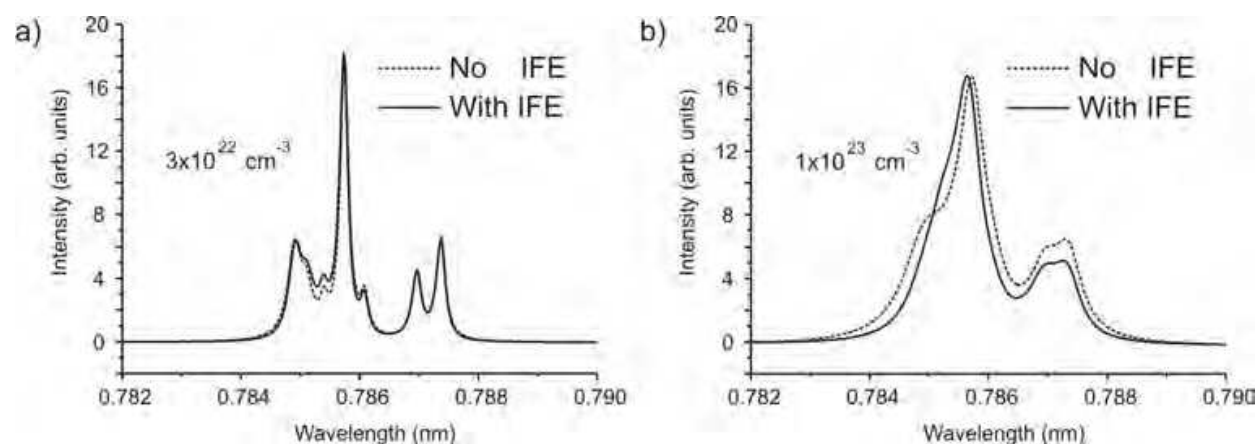 a)
Intensity (arb. units)
20
16
12
8
4
0
No IFE
With IFE
3x10^22 cm^-3
0.782 0.784 0.786 0.788 0.790
Wavelength (nm)
b)
Intensity (arb. units)
20
16
12
8
4
0
No IFE
With IFE
1x10^23 cm^-3
0.782 0.784 0.786 0.788 0.790
Wavelength (nm)